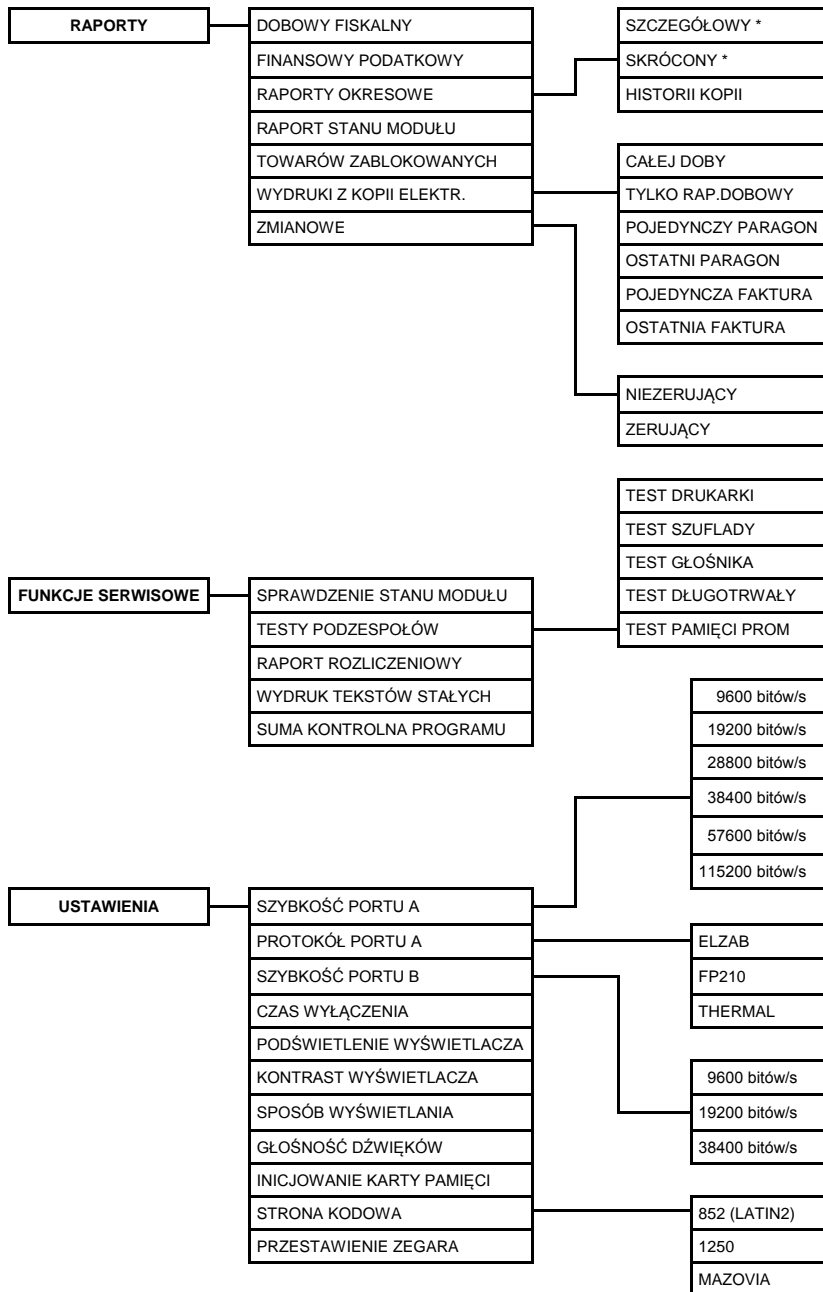 RAPORTY
DOBOWY FISKALNY
FINANSOWY PODATKOWY
RAPORTY OKRESOWE
RAPORT STANU MODUŁU
TOWARÓW ZABLOKOWANYCH
WYDRUKI Z KOPII ELEKTR.
ZMIANOWE
SZCZEGÓŁOWY *
SKRÓCONY *
HISTORII KOPII
CAŁEJ DOBY
TYLKO RAP.DOBOWY
POJEDYNCZY PARAGON
OSTATNI PARAGON
POJEDYNCZA FAKTURA
OSTATNIA FAKTURA
NIEZERUJĄCY
ZERUJĄCY
FUNKCJE SERWISOWE
SPRAWDZENIE STANU MODUŁU
TESTY PODZESPOŁÓW
RAPORT ROZLICZENIOWY
WYDRUK TEKSTÓW STAŁYCH
SUMA KONTROLNA PROGRAMU
TEST DRUKARKI
TEST SZUFLADY
TEST GŁOŚNIKA
TEST DŁUGOTRWAŁY
TEST PAMIĘCI PROM
USTAWIENIA
SZYBKOŚĆ PORTU A
PROTOKÓŁ PORTU A
SZYBKOŚĆ PORTU B
CZAS WYŁĄCZENIA
PODŚWIETLENIE WYŚWIETLACZA
KONTRAST WYŚWIETLACZA
SPOSÓB WYŚWIETLANIA
GŁOŚNOŚĆ DŹWIĘKÓW
INICJOWANIE KARTY PAMIĘCI
STRONA KODOWA
PRZESTAWIENIE ZEGARA
9600 bitów/s
19200 bitów/s
28800 bitów/s
38400 bitów/s
57600 bitów/s
115200 bitów/s
ELZAB
FP210
THERMAL
9600 bitów/s
19200 bitów/s
38400 bitów/s
852 (LATIN2)
1250
MAZOVIA